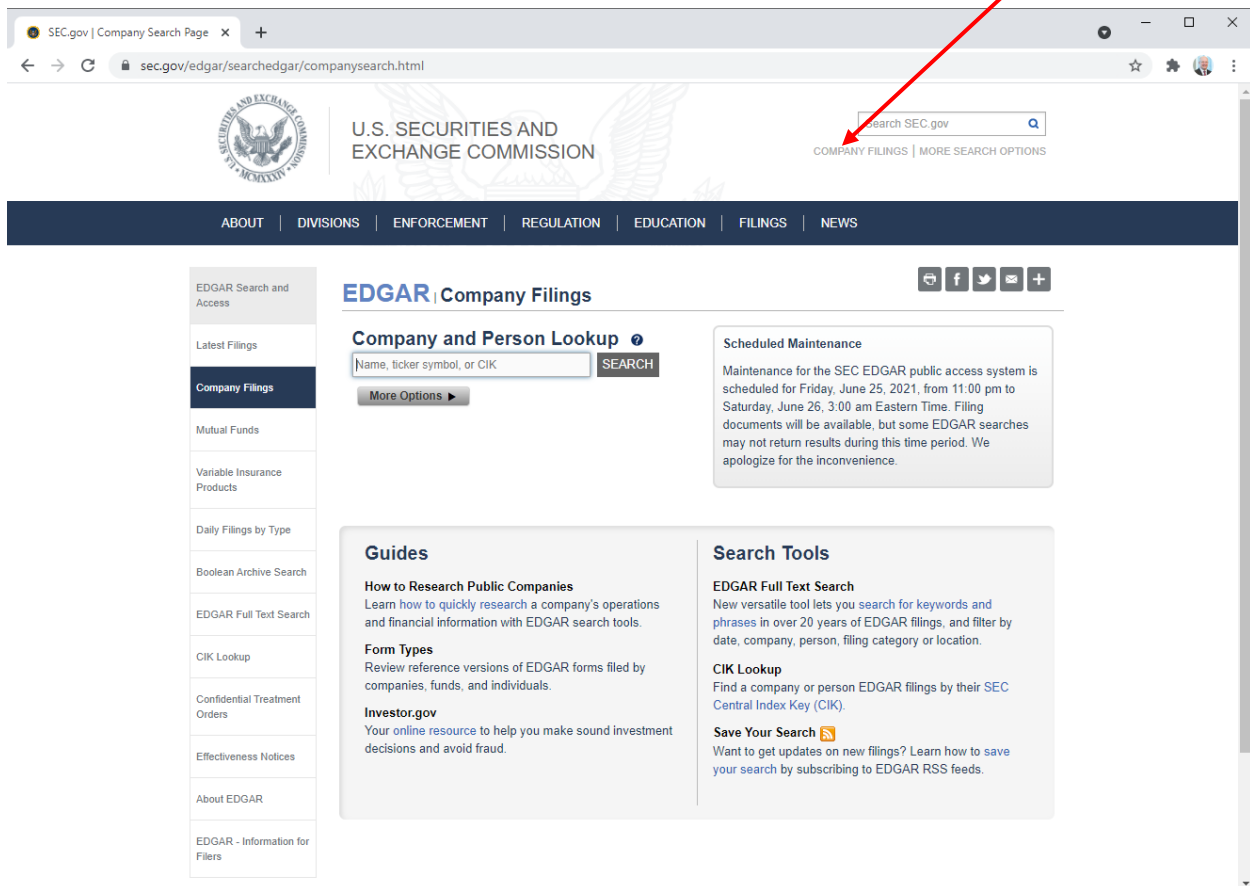 SEC.gov | Company Search Page
sec.gov/edgar/searchedgar/companysearch.html
AND EXCHANGE COMMISSION
MCMXXXIV
U.S. SECURITIES AND
EXCHANGE COMMISSION
Search SEC.gov
COMPANY FILINGS | MORE SEARCH OPTIONS
ABOUT | DIVISIONS | ENFORCEMENT | REGULATION | EDUCATION | FILINGS | NEWS
EDGAR Search and
Access
Latest Filings
Company Filings
Mutual Funds
Variable Insurance
Products
Daily Filings by Type
Boolean Archive Search
EDGAR Full Text Search
CIK Lookup
Confidential Treatment
Orders
Effectiveness Notices
About EDGAR
EDGAR - Information for
Filers
EDGAR | Company Filings
Company and Person Lookup ?
Name, ticker symbol, or CIK
SEARCH
More Options ▶
Scheduled Maintenance
Maintenance for the SEC EDGAR public access system is
scheduled for Friday, June 25, 2021, from 11:00 pm to
Saturday, June 26, 3:00 am Eastern Time. Filing
documents will be available, but some EDGAR searches
may not return results during this time period. We
apologize for the inconvenience.
Guides
How to Research Public Companies
Learn how to quickly research a company's operations
and financial information with EDGAR search tools.
Form Types
Review reference versions of EDGAR forms filed by
companies, funds, and individuals.
Investor.gov
Your online resource to help you make sound investment
decisions and avoid fraud.
Search Tools
EDGAR Full Text Search
New versatile tool lets you search for keywords and
phrases in over 20 years of EDGAR filings, and filter by
date, company, person, filing category or location.
CIK Lookup
Find a company or person EDGAR filings by their SEC
Central Index Key (CIK).
Save Your Search
Want to get updates on new filings? Learn how to save
your search by subscribing to EDGAR RSS feeds.